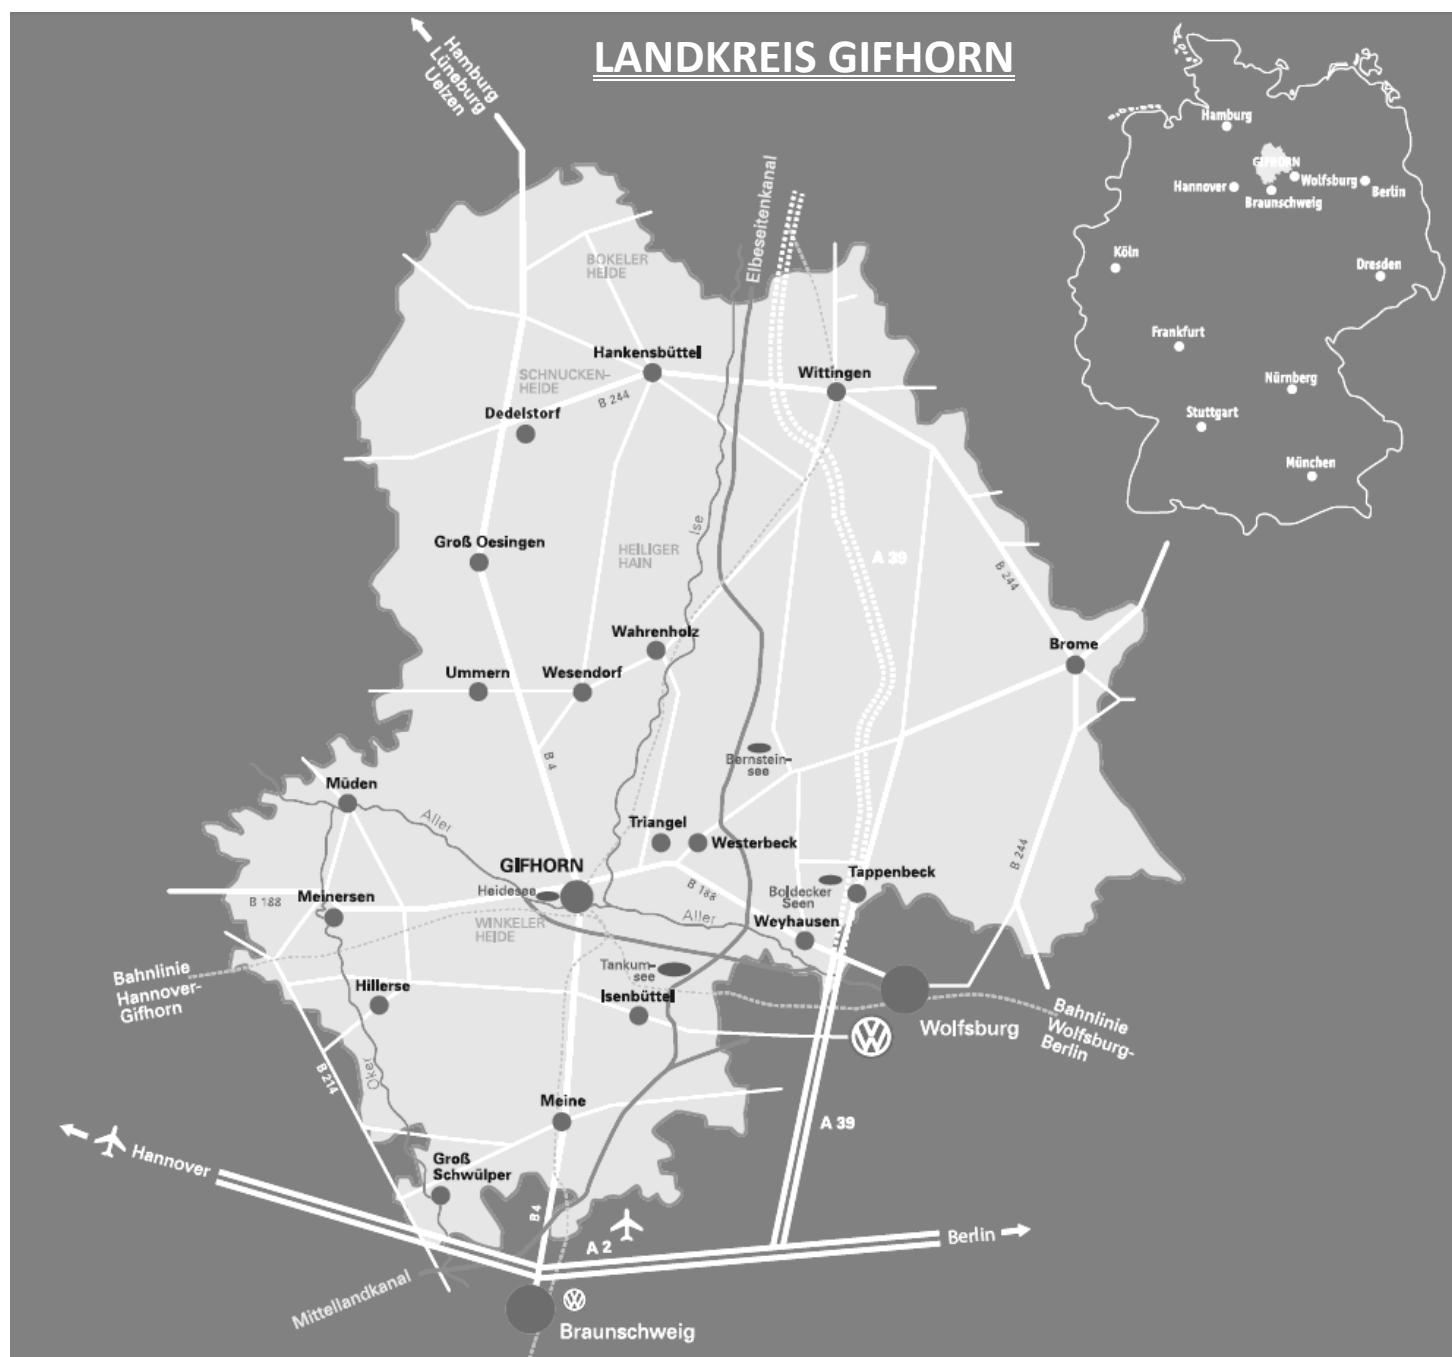 LANDKREIS GIFHORN
Hamburg
Lüneburg
Uelzen
Elbeseitenkanal
BOKELER
HEIDE
Hankensbüttel
SCHNUCKEN-
HEIDE
B 244
Wittingen
Dedelstorf
Groß Oesingen
Ise
HEILIGER
HAIN
A 39
B 244
Wahrenholz
Brome
Ummern
Wesendorf
B 4
Bernstein-
see
Müden
Aller
Triangel
Westerbeck
B 244
GIFHORN
Heidesee
B 188
Boldecker
Seen
Tappenbeck
B 188
Meinersen
WINKELER
HEIDE
Aller
Weyhausen
Bahnlinie
Hannover-
Gifhorn
Tankum-
see
Hillerse
Isenbüttel
Wolfsburg
VW
Bahnlinie
Wolfsburg-
Berlin
B 214
Oker
Meine
A 39
Hannover
Groß
Schwülper
B 4
A 2
Berlin
Mittellandkanal
VW
Braunschweig
Hamburg
GIFHORN
Hannover
Wolfsburg
Berlin
Braunschweig
Köln
Dresden
Frankfurt
Nürnberg
Stuttgart
München